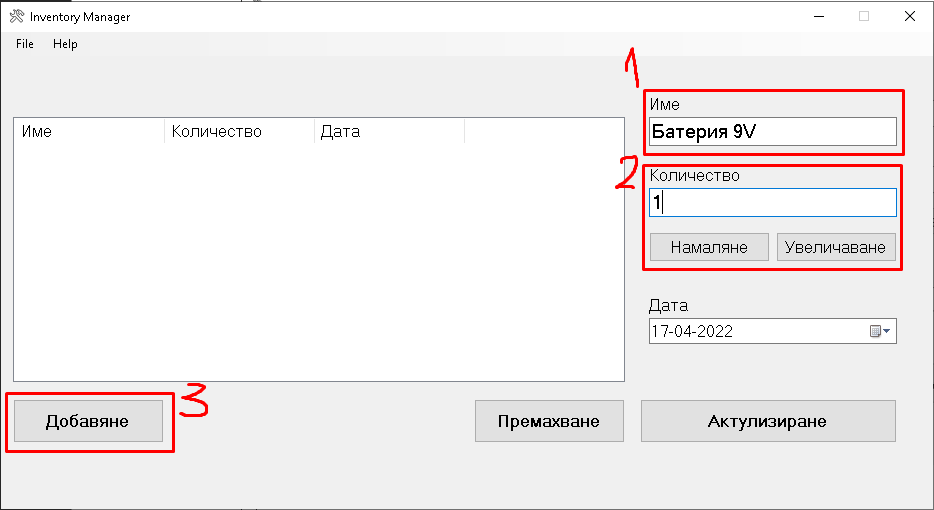 Inventory Manager
File Help
1
Име
Батерия 9V
Име Количество Дата
2
Количество
1
Намаляне Увеличаване
Дата
17-04-2022
3
Добавяне Премахване Актулизиране